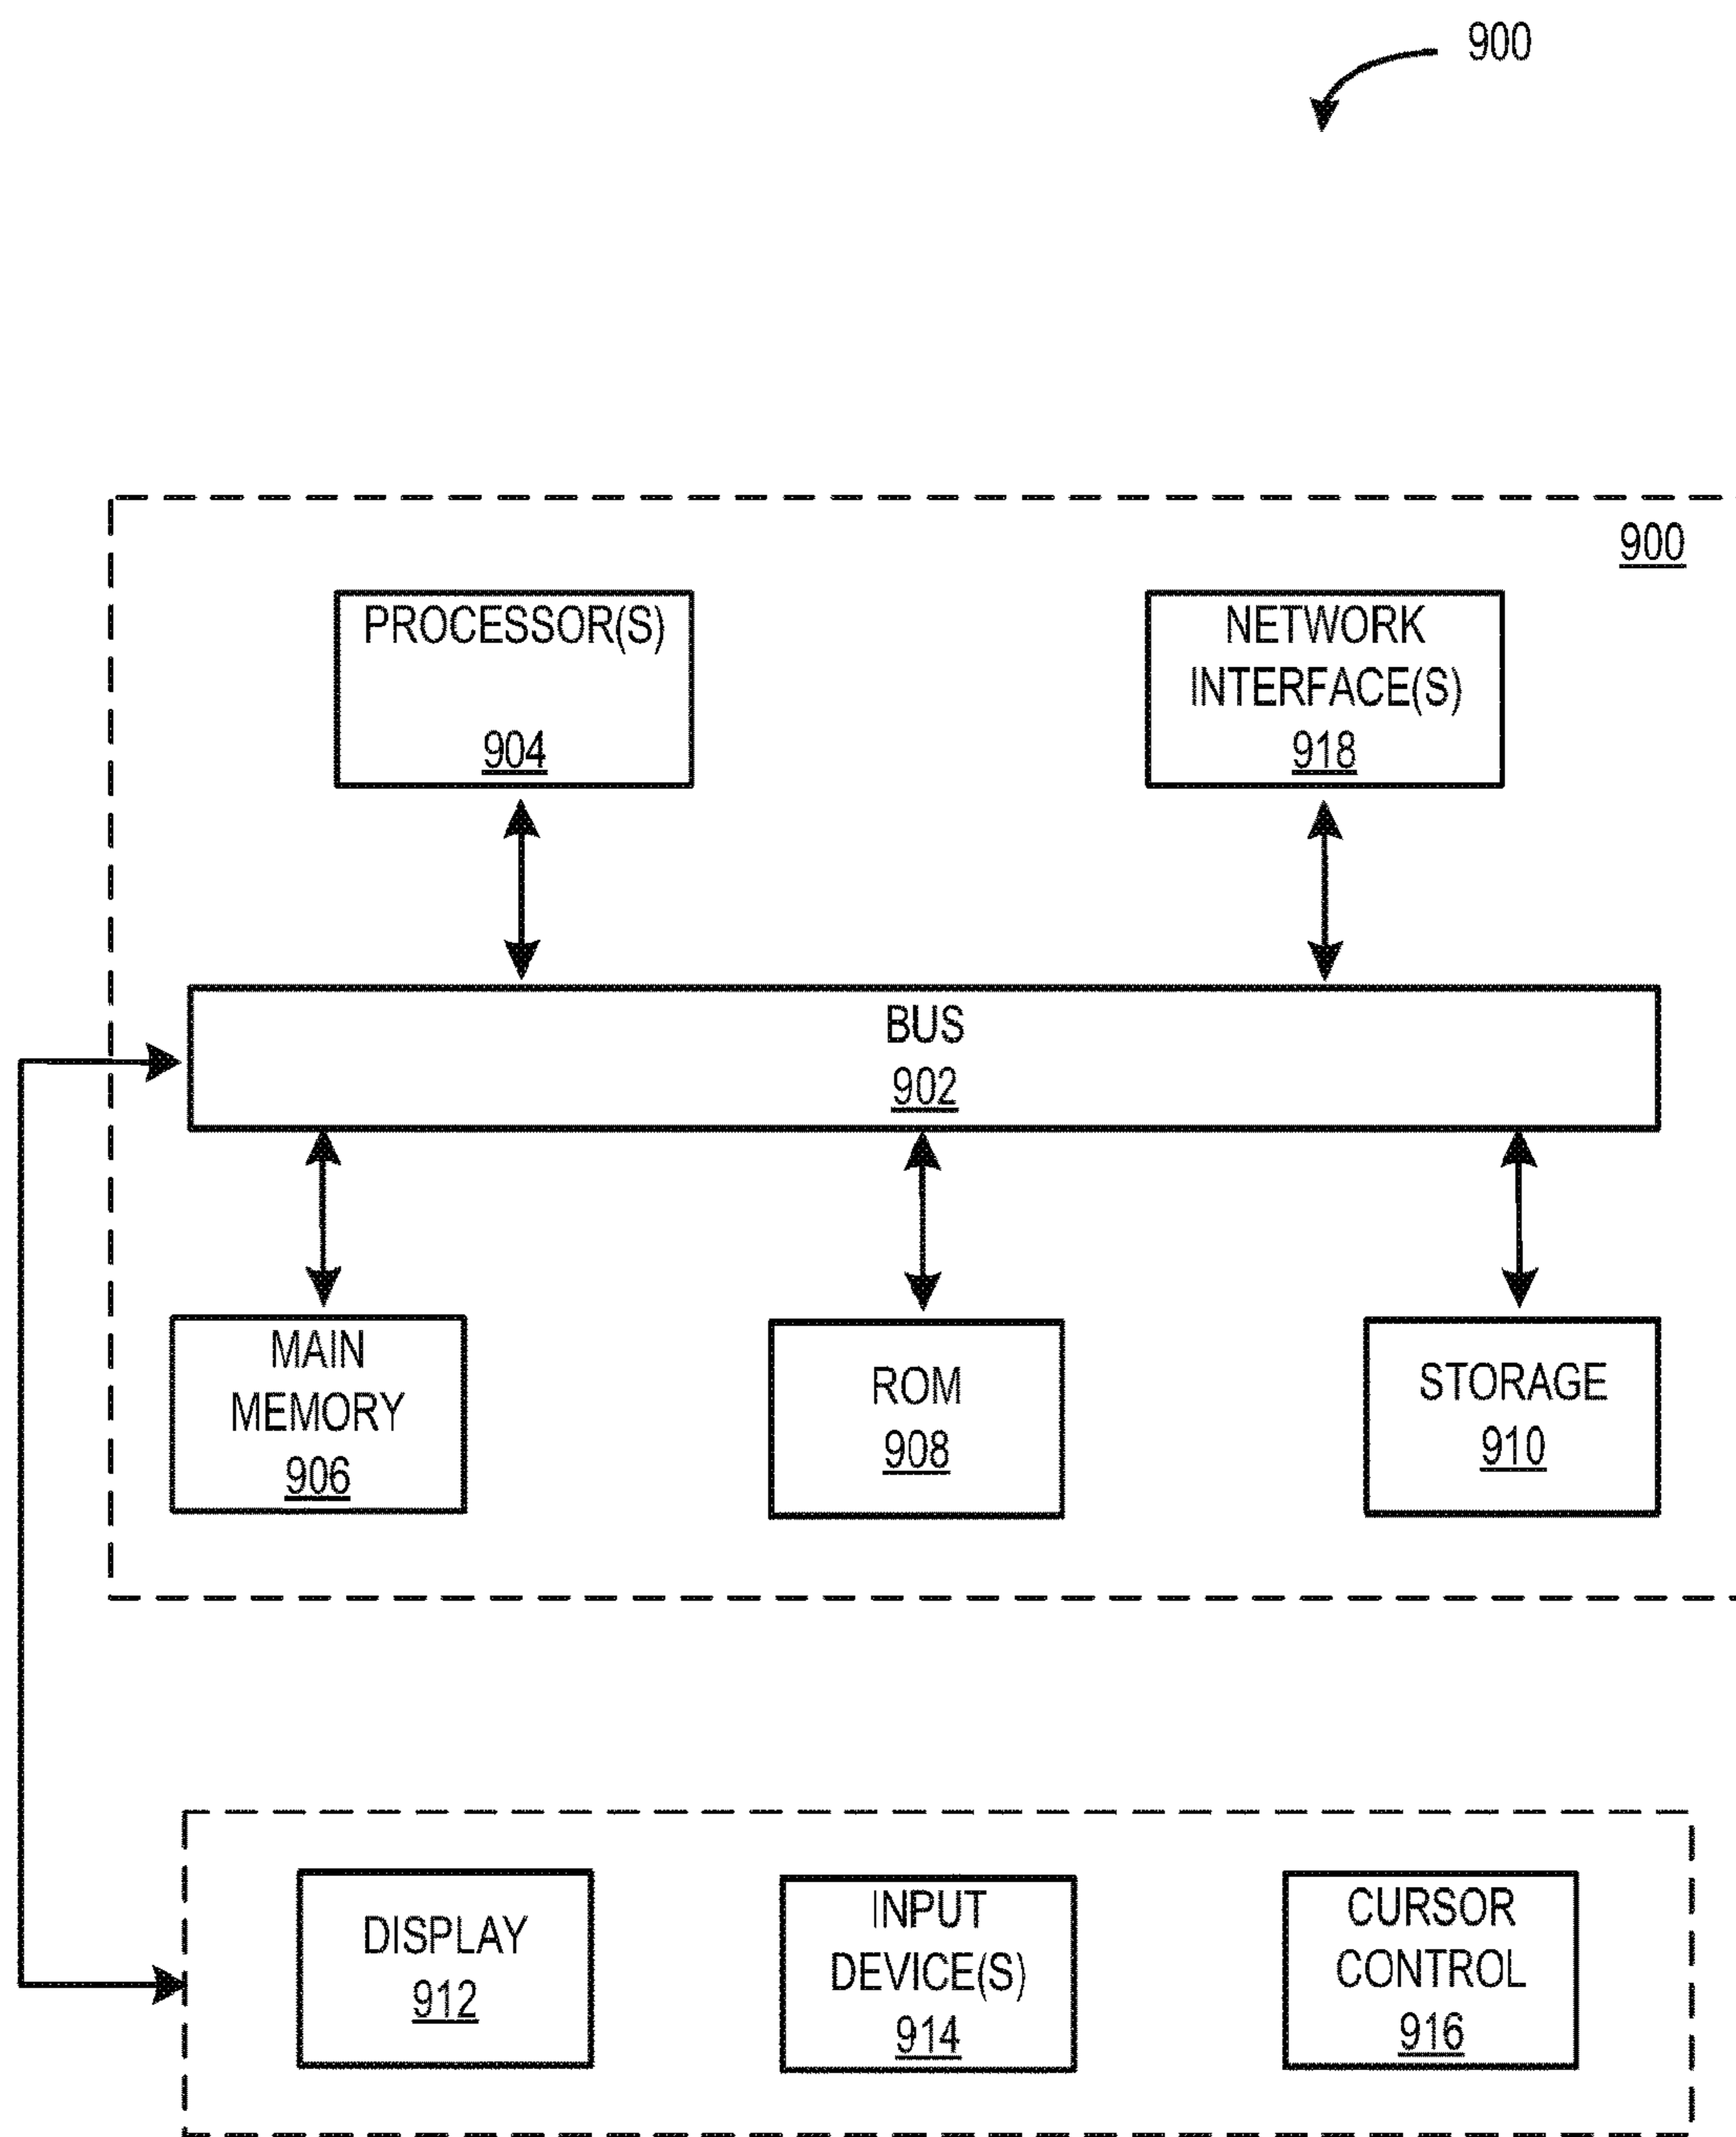 900
900
PROCESSOR(S)
904
NETWORK
INTERFACE(S)
918
BUS
902
MAIN
MEMORY
906
ROM
908
STORAGE
910
DISPLAY
912
INPUT
DEVICE(S)
914
CURSOR
CONTROL
916